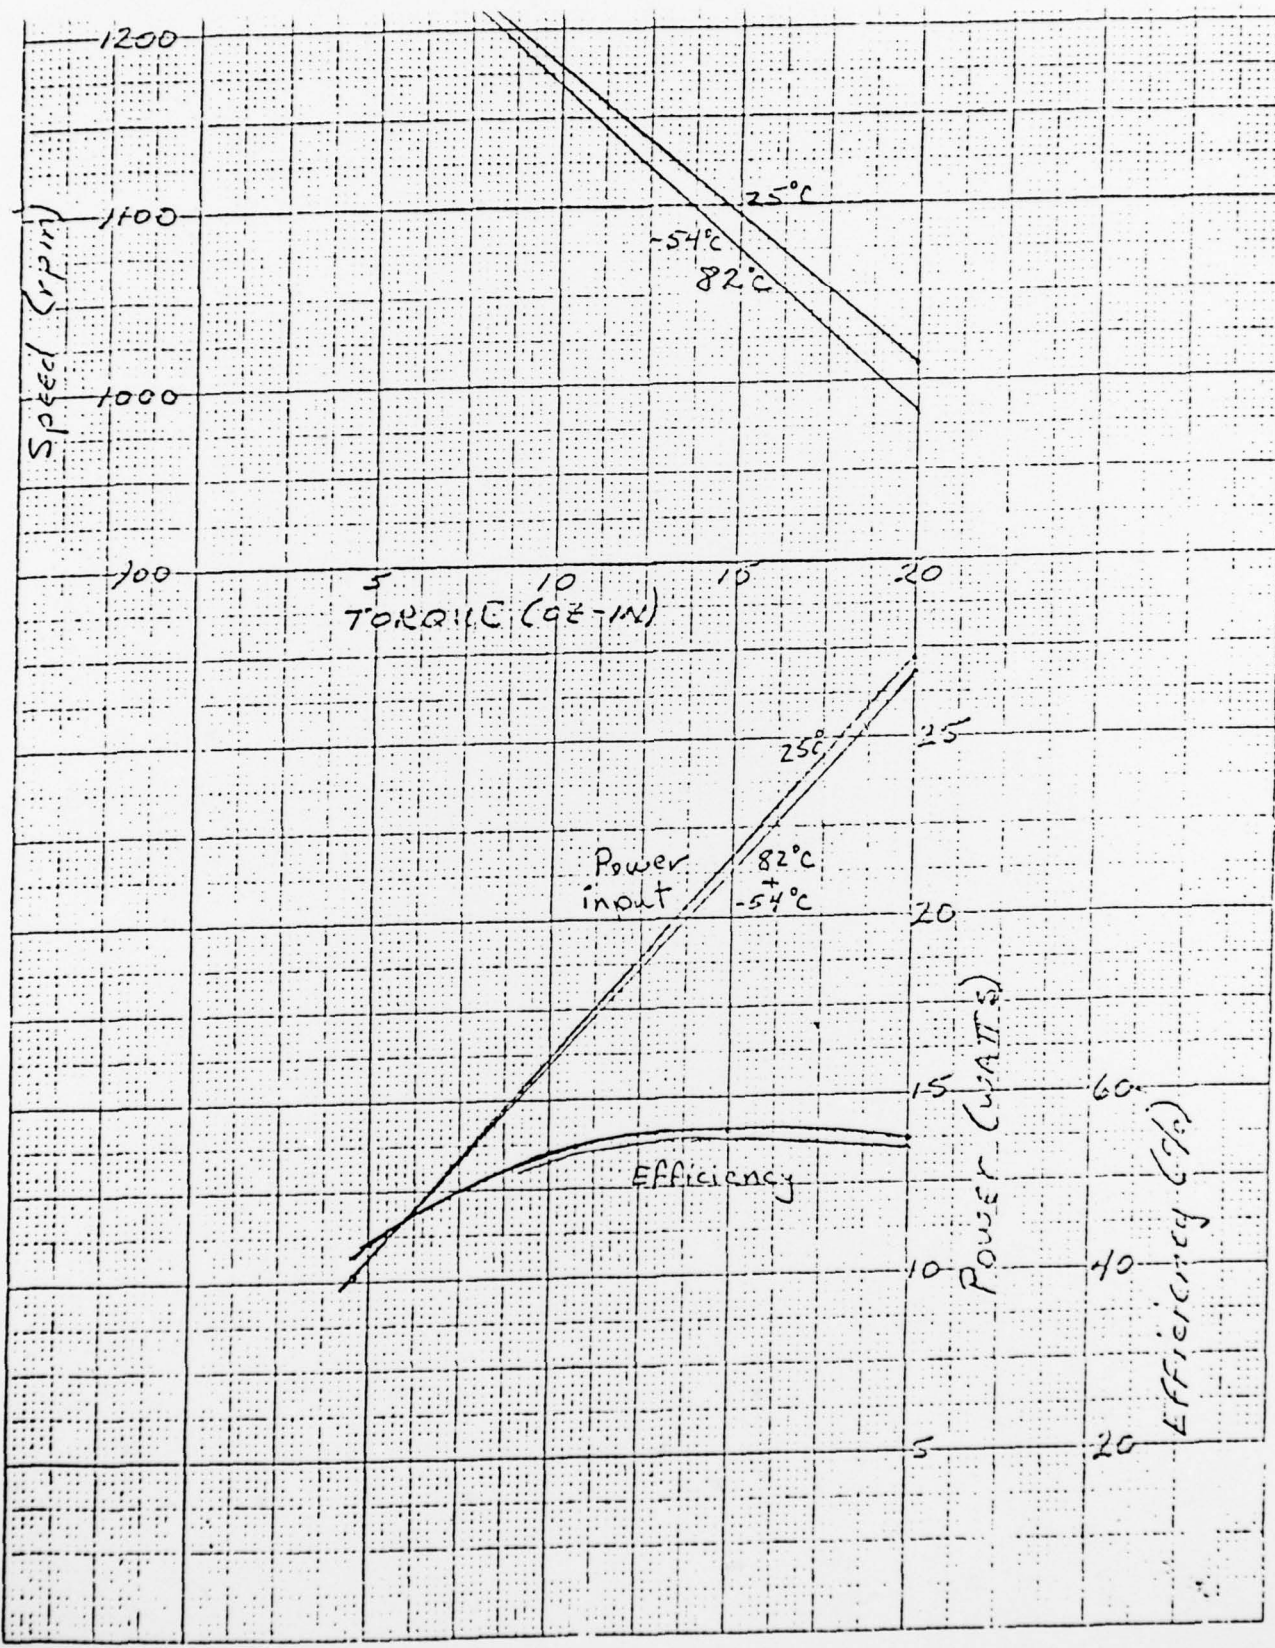 1200
25°C
1100
-54°C
82°C
Speed (rpm)
1000
900
5 10 15 20
TORQUE (OZ-IN)
25°C
25
Power
input
82°C
+
-54°C
20
15 60
Efficiency
Power (WATTS)
10 40
Efficiency (%)
5 20